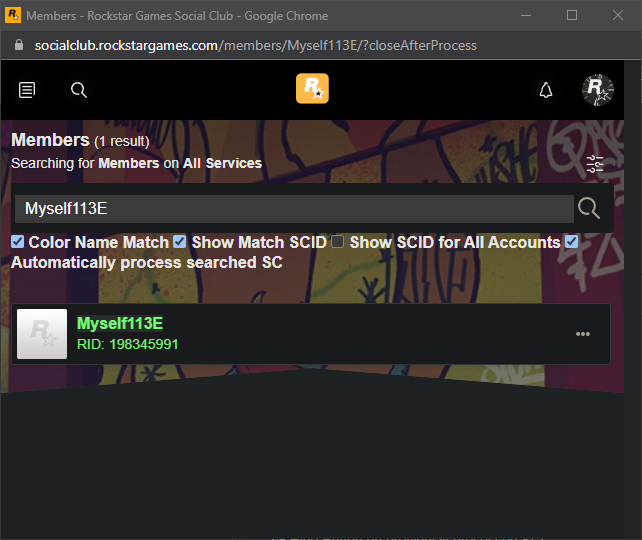 Members - Rockstar Games Social Club - Google Chrome
socialclub.rockstargames.com/members/Myself113E/?closeAfterProcess
Members (1 result)
Searching for Members on All Services
Myself113E
Color Name Match Show Match SCID Show SCID for All Accounts
Automatically process searched SC
Myself113E
RID: 198345991